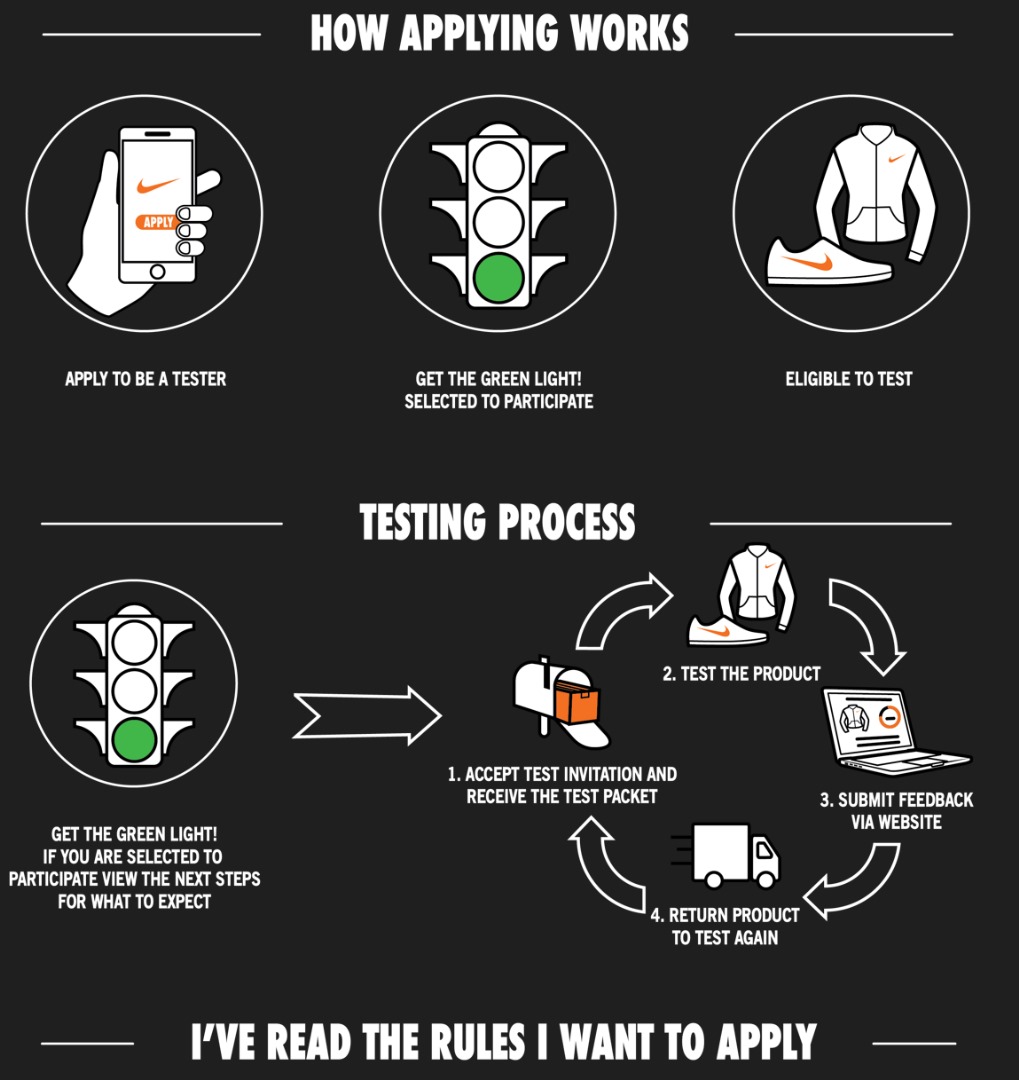 HOW APPLYING WORKS
APPLY
APPLY TO BE A TESTER
GET THE GREEN LIGHT!
SELECTED TO PARTICIPATE
ELIGIBLE TO TEST
TESTING PROCESS
GET THE GREEN LIGHT!
IF YOU ARE SELECTED TO
PARTICIPATE VIEW THE NEXT STEPS
FOR WHAT TO EXPECT
1. ACCEPT TEST INVITATION AND
RECEIVE THE TEST PACKET
2. TEST THE PRODUCT
3. SUBMIT FEEDBACK
VIA WEBSITE
4. RETURN PRODUCT
TO TEST AGAIN
I'VE READ THE RULES I WANT TO APPLY